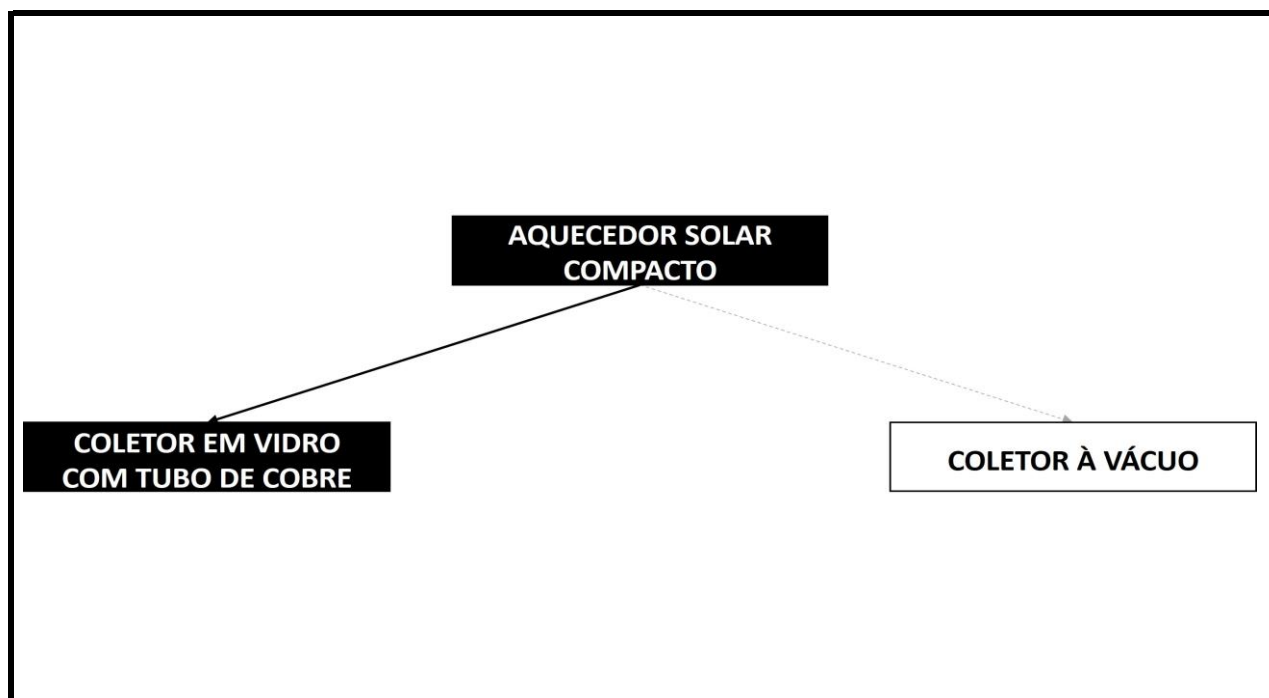 AQUECEDOR SOLAR
COMPACTO
COLETOR EM VIDRO
COM TUBO DE COBRE
COLETOR À VÁCUO